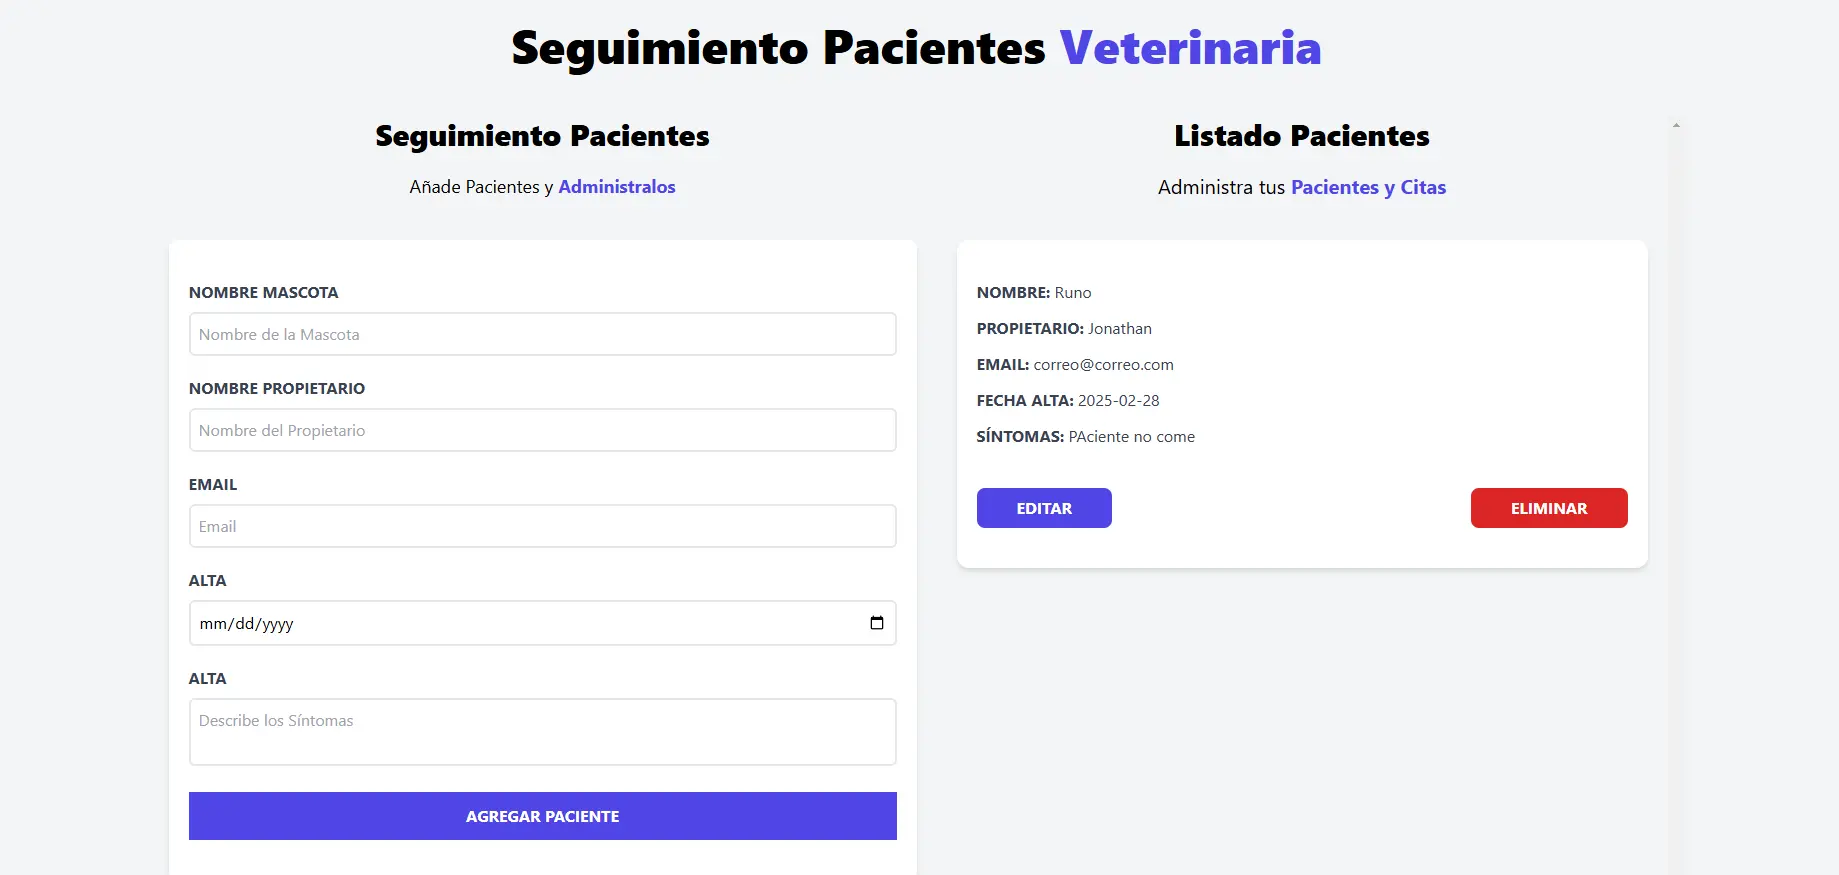 Seguimiento Pacientes Veterinaria
Seguimiento Pacientes
Añade Pacientes y Administralos
NOMBRE MASCOTA
Nombre de la Mascota
NOMBRE PROPIETARIO
Nombre del Propietario
EMAIL
Email
ALTA
mm/dd/yyyy
ALTA
Describe los Síntomas
AGREGAR PACIENTE
Listado Pacientes
Administra tus Pacientes y Citas
NOMBRE: Runo
PROPIETARIO: Jonathan
EMAIL: correo@correo.com
FECHA ALTA: 2025-02-28
SÍNTOMAS: PAciente no come
EDITAR
ELIMINAR